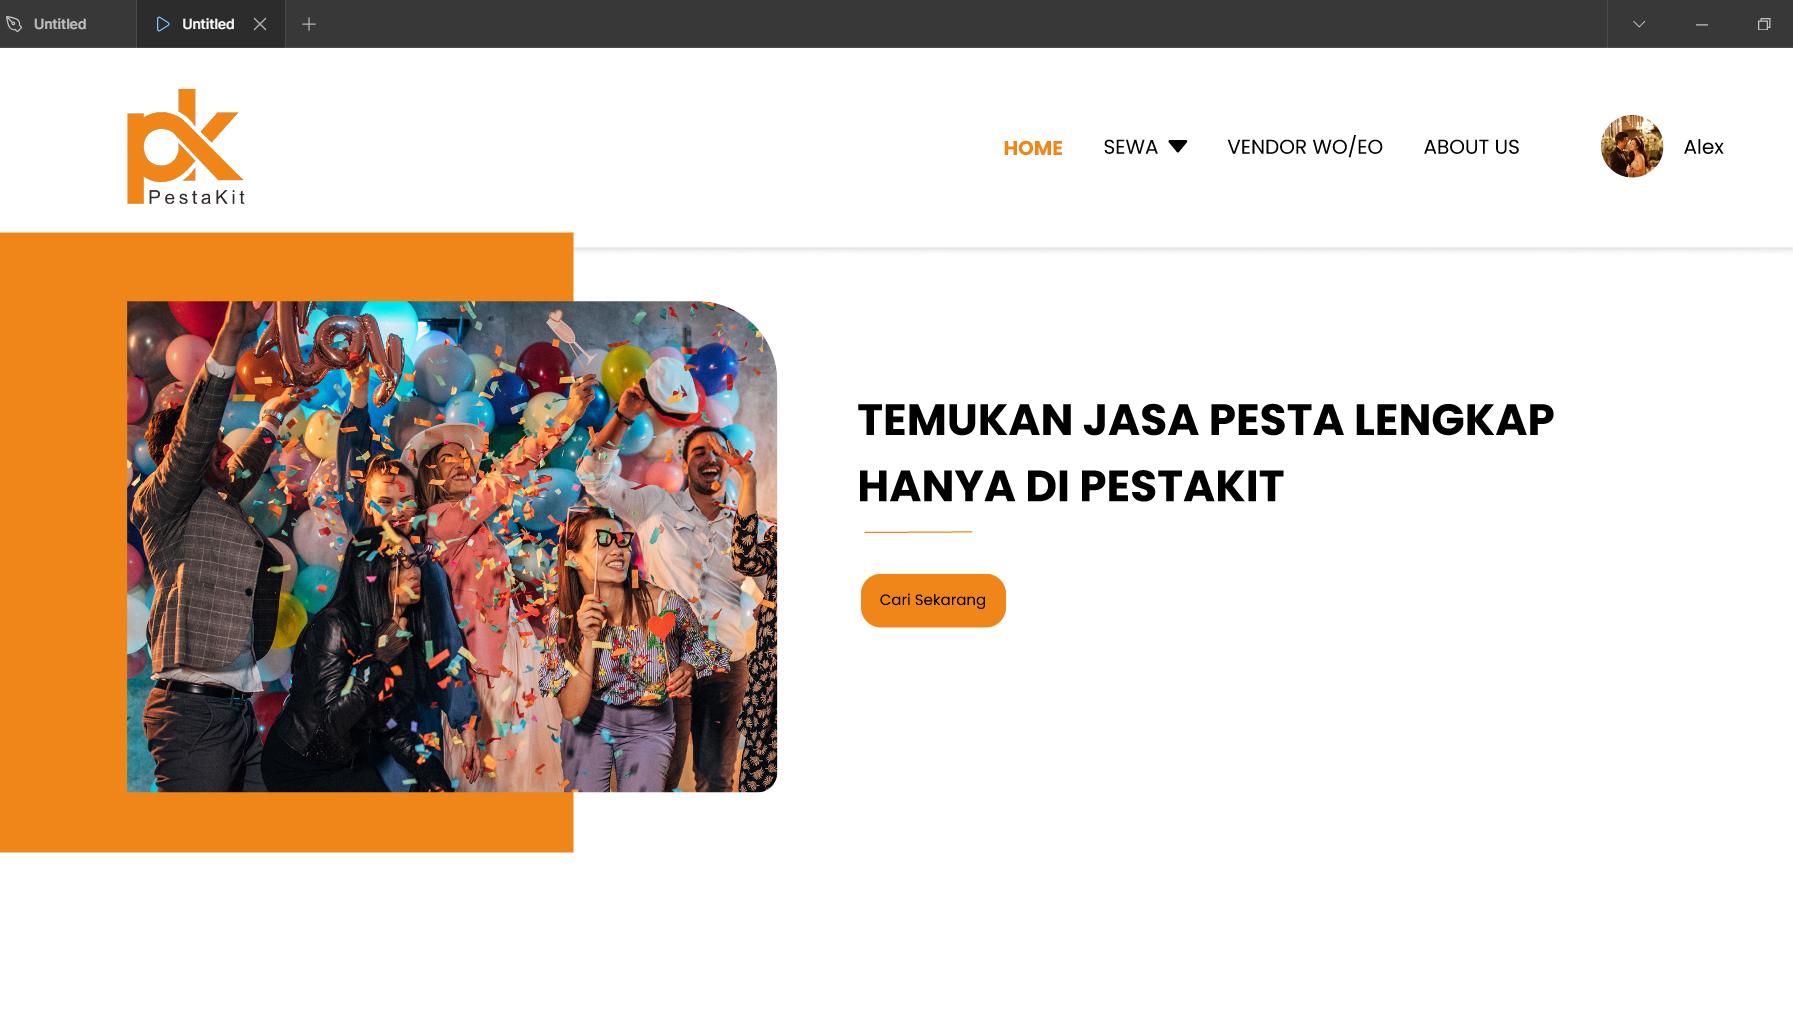 Untitled
Untitled
PestaKit
HOME
SEWA
VENDOR WO/EO
ABOUT US
Alex
TEMUKAN JASA PESTA LENGKAP
HANYA DI PESTAKIT
Cari Sekarang